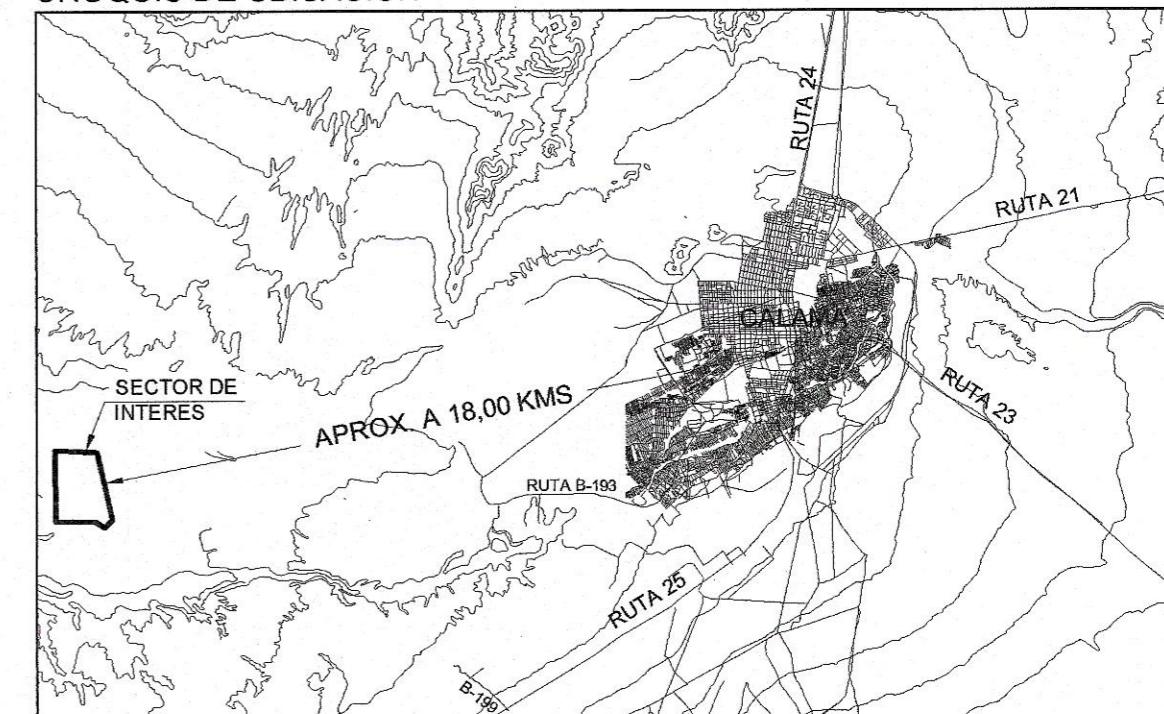 RUTA 24
RUTA 21
CALAMA
SECTOR DE
INTERES
APROX. A 18,00 KMS
RUTA 23
RUTA B-193
RUTA 25
B-199